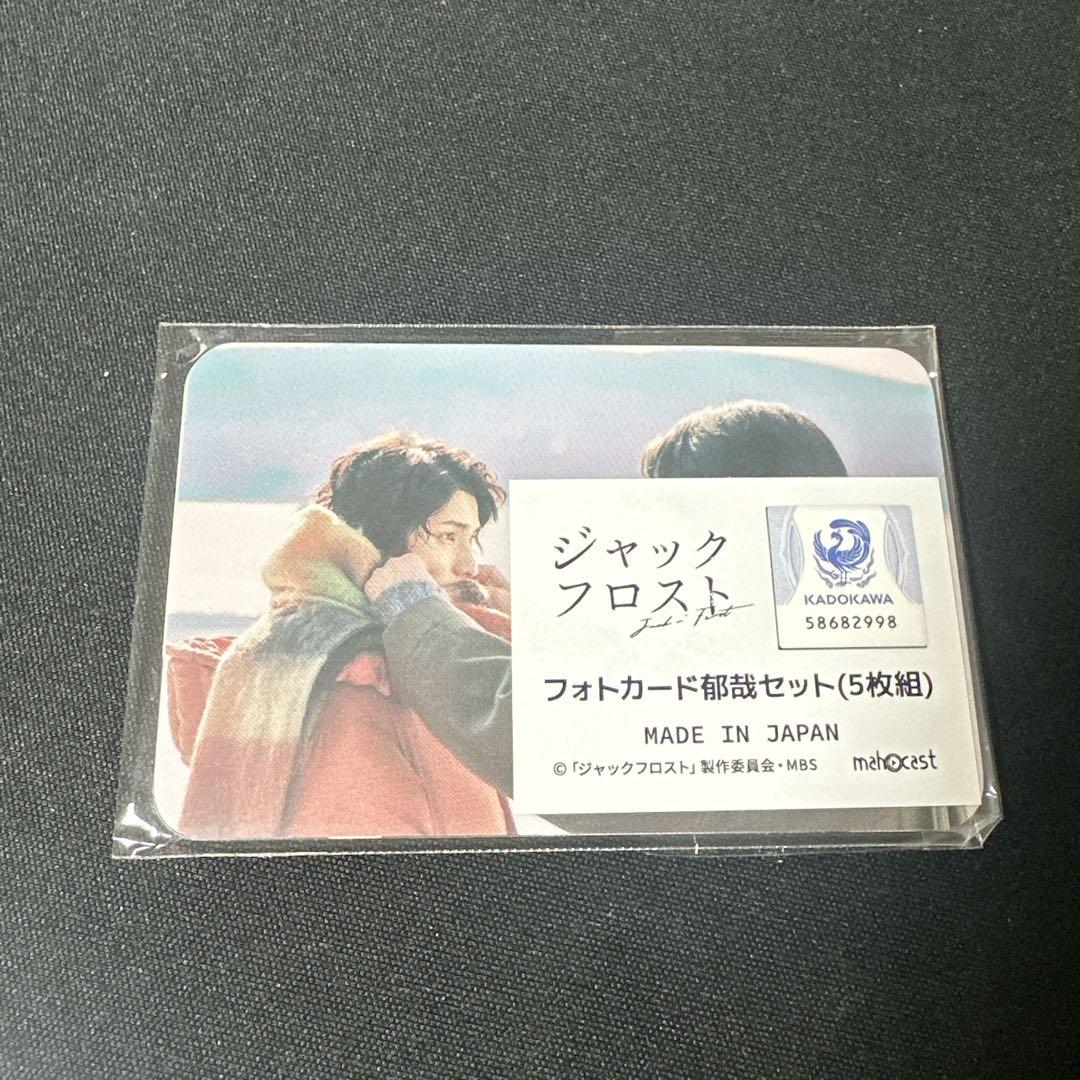 ジャック
フロスト
Jack o' Frost
KADOKAWA
58682998
フォトカード郁哉セット(5枚組)
MADE IN JAPAN
©「ジャックフロスト」製作委員会・MBS
mahocast